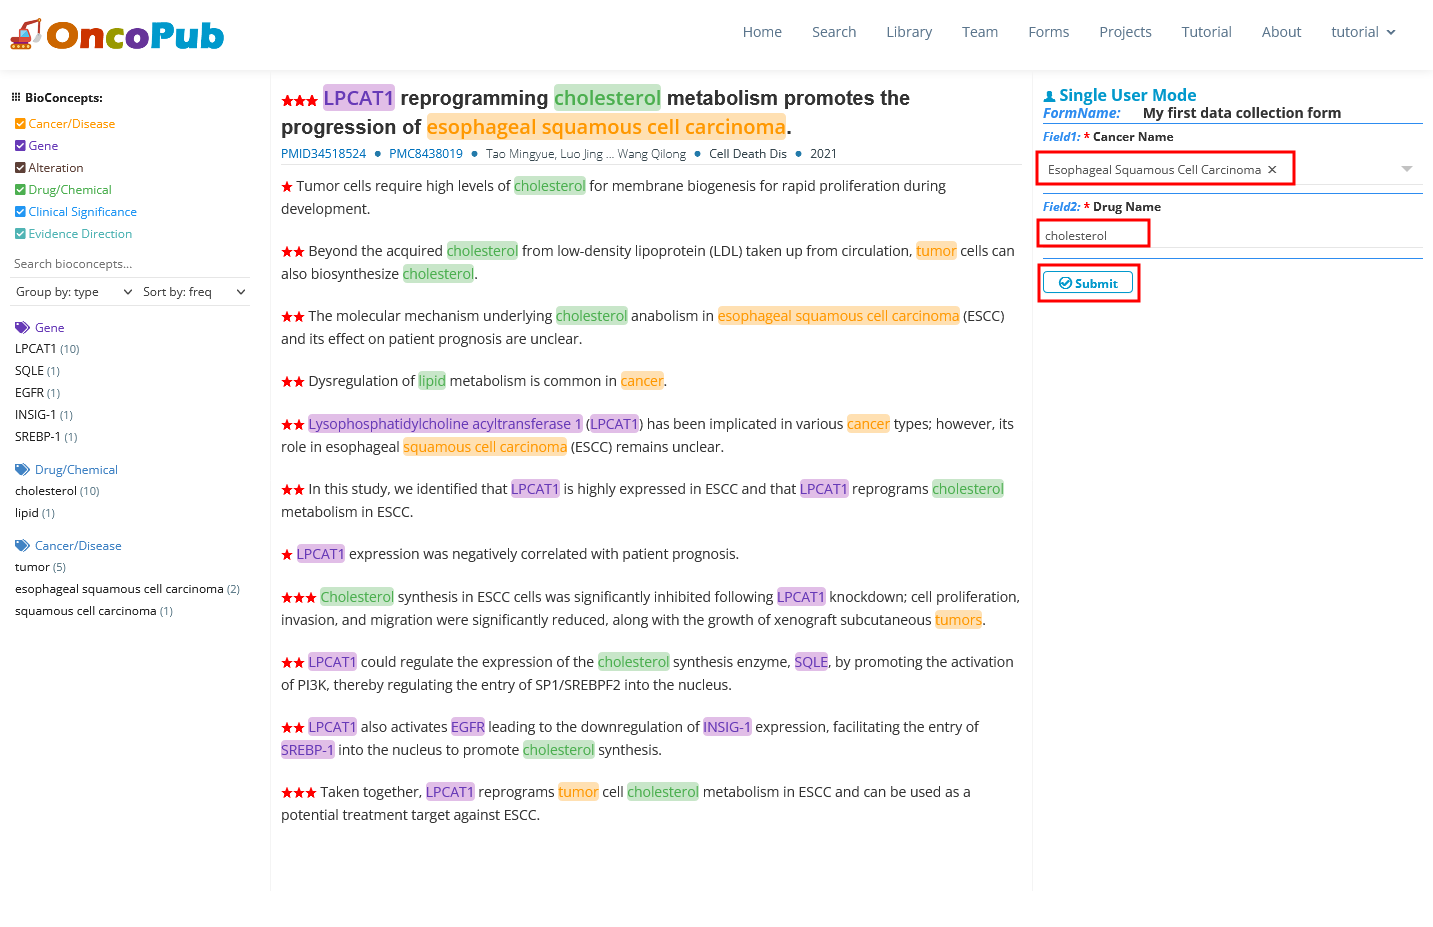 OncoPub
Home Search Library Team Forms Projects Tutorial About tutorial
BioConcepts:
Cancer/Disease
Gene
Alteration
Drug/Chemical
Clinical Significance
Evidence Direction
Search bioconcepts...
Group by: type Sort by: freq
Gene
LPCAT1 (10)
SQLE (1)
EGFR (1)
INSIG-1 (1)
SREBP-1 (1)
Drug/Chemical
cholesterol (10)
lipid (1)
Cancer/Disease
tumor (5)
esophageal squamous cell carcinoma (2)
squamous cell carcinoma (1)
LPCAT1 reprogramming cholesterol metabolism promotes the
progression of esophageal squamous cell carcinoma.
PMID34518524 • PMC8438019 • Tao Mingyue, Luo Jing ... Wang Qilong • Cell Death Dis • 2021
Tumor cells require high levels of cholesterol for membrane biogenesis for rapid proliferation during
development.
Beyond the acquired cholesterol from low-density lipoprotein (LDL) taken up from circulation, tumor cells can
also biosynthesize cholesterol.
The molecular mechanism underlying cholesterol anabolism in esophageal squamous cell carcinoma (ESCC)
and its effect on patient prognosis are unclear.
Dysregulation of lipid metabolism is common in cancer.
Lysophosphatidylcholine acyltransferase 1 (LPCAT1) has been implicated in various cancer types; however, its
role in esophageal squamous cell carcinoma (ESCC) remains unclear.
In this study, we identified that LPCAT1 is highly expressed in ESCC and that LPCAT1 reprograms cholesterol
metabolism in ESCC.
LPCAT1 expression was negatively correlated with patient prognosis.
Cholesterol synthesis in ESCC cells was significantly inhibited following LPCAT1 knockdown; cell proliferation,
invasion, and migration were significantly reduced, along with the growth of xenograft subcutaneous tumors.
LPCAT1 could regulate the expression of the cholesterol synthesis enzyme, SQLE, by promoting the activation
of PI3K, thereby regulating the entry of SP1/SREBPF2 into the nucleus.
LPCAT1 also activates EGFR leading to the downregulation of INSIG-1 expression, facilitating the entry of
SREBP-1 into the nucleus to promote cholesterol synthesis.
Taken together, LPCAT1 reprograms tumor cell cholesterol metabolism in ESCC and can be used as a
potential treatment target against ESCC.
Single User Mode
FormName: My first data collection form
Field1: * Cancer Name
Esophageal Squamous Cell Carcinoma ✕
Field2: * Drug Name
cholesterol
Submit